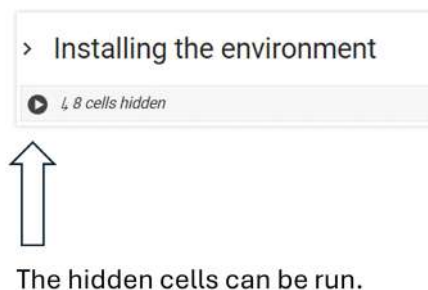 Installing the environment
↳ 8 cells hidden
The hidden cells can be run.